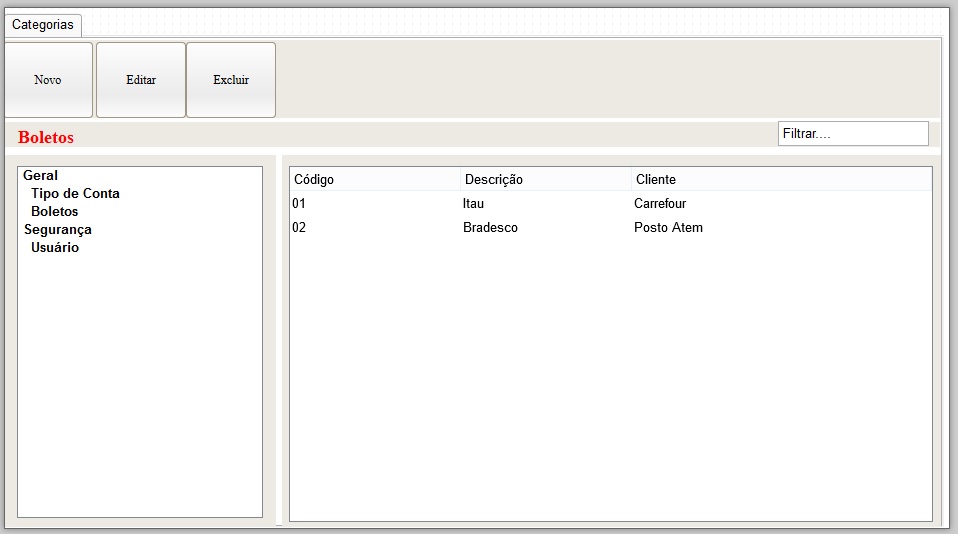 Categorias
Novo Editar Excluir
Boletos
Filtrar....
Geral
Tipo de Conta
Boletos
Segurança
Usuário
Código Descrição Cliente
01 Itau Carrefour
02 Bradesco Posto Atem